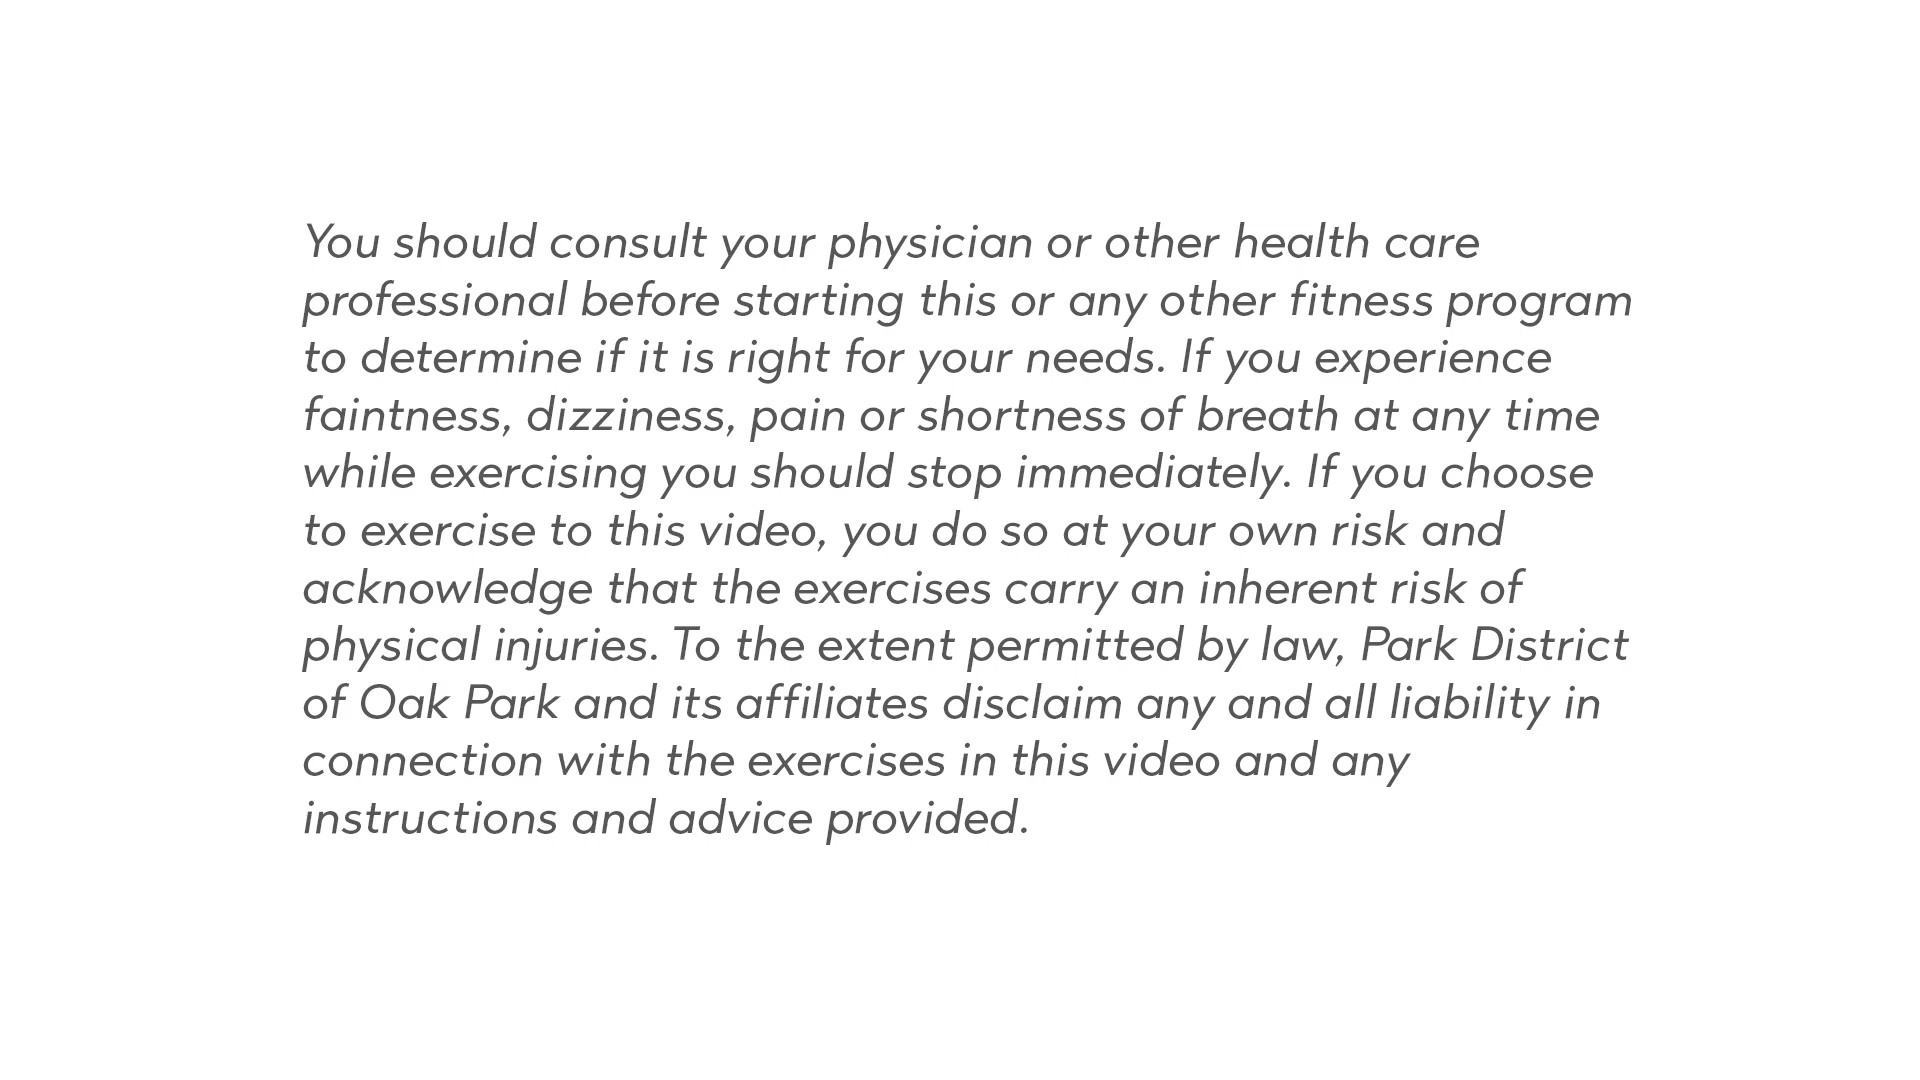 You should consult your physician or other health care
professional before starting this or any other fitness program
to determine if it is right for your needs. If you experience
faintness, dizziness, pain or shortness of breath at any time
while exercising you should stop immediately. If you choose
to exercise to this video, you do so at your own risk and
acknowledge that the exercises carry an inherent risk of
physical injuries. To the extent permitted by law, Park District
of Oak Park and its affiliates disclaim any and all liability in
connection with the exercises in this video and any
instructions and advice provided.